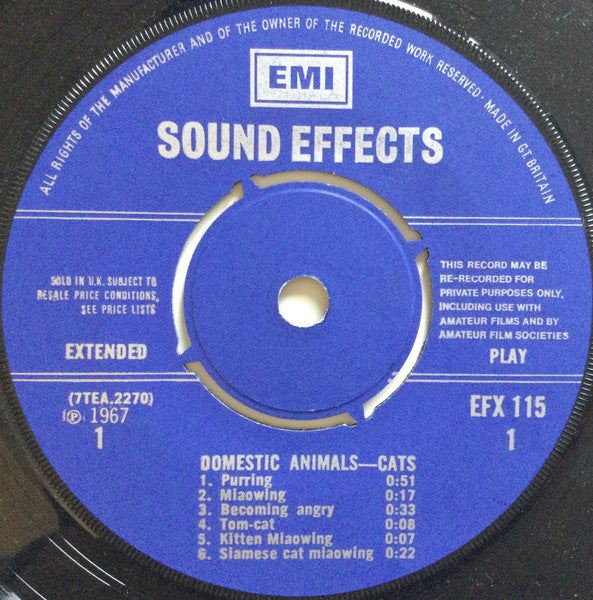 ALL RIGHTS OF THE MANUFACTURER AND OF THE OWNER OF THE RECORDED WORK RESERVED · MADE IN GT. BRITAIN
EMI
SOUND EFFECTS
SOLD IN U.K. SUBJECT TO
RESALE PRICE CONDITIONS,
SEE PRICE LISTS
THIS RECORD MAY BE
RE-RECORDED FOR
PRIVATE PURPOSES ONLY,
INCLUDING USE WITH
AMATEUR FILMS AND BY
AMATEUR FILM SOCIETIES
EXTENDED PLAY
(7TEA.2270) EFX 115
℗ 1967
1 1
DOMESTIC ANIMALS—CATS
1. Purring 0:51
2. Miaowing 0:17
3. Becoming angry 0:33
4. Tom-cat 0:08
5. Kitten Miaowing 0:07
6. Siamese cat miaowing 0:22